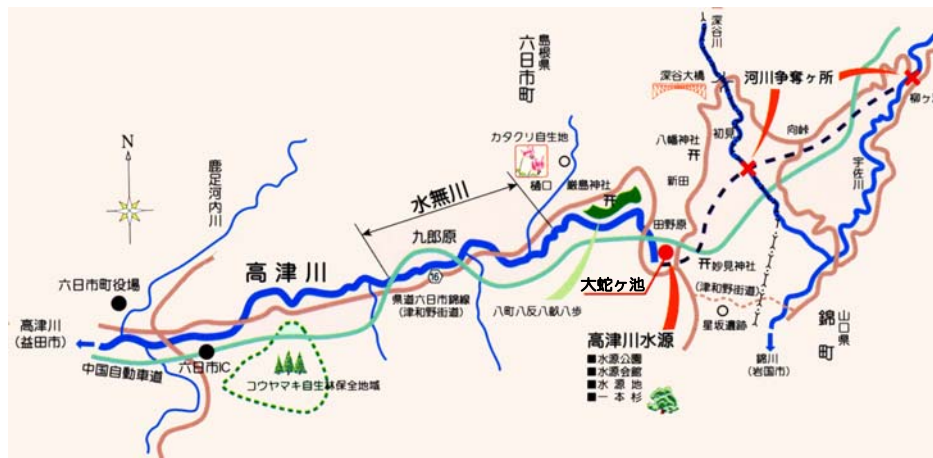 深谷川
島根県
六日市町
深谷大橋
河川争奪ヶ所
柳ヶ
カタクリ自生地
樋口
八幡神社
初見
向峠
N
鹿足河内川
水無川
厳島神社
新田
宇佐川
九郎原
田野原
高津川
16
妙見神社
(津和野街道)
六日市町役場
県道六日市錦線
(津和野街道)
大蛇ヶ池
八町八反八畝八歩
星坂遺跡
山口県
錦町
高津川
(益田市)
高津川水源
■水源公園
■水源会館
■水源地
■一本杉
錦川
(岩国市)
中国自動車道
六日市IC
コウヤマキ自生林保全地域